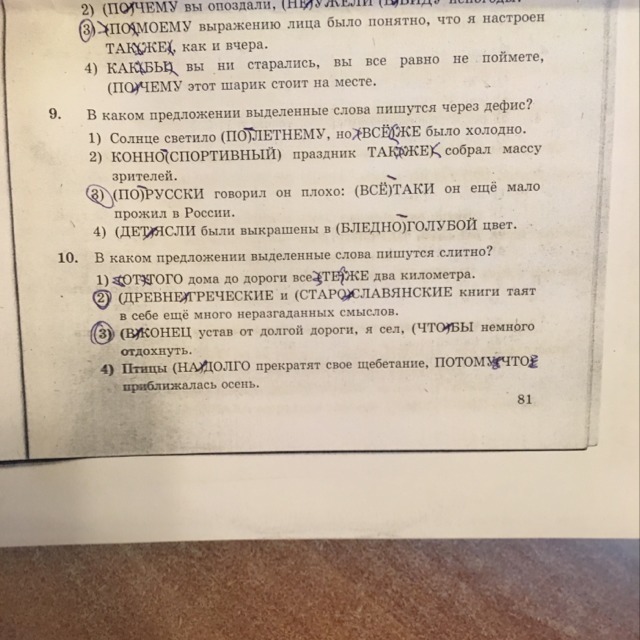 2) (ПО)ЧЕМУ вы опоздали,
3) (ПО)МОЕМУ выражению лица было понятно, что я настроен
ТАК(ЖЕ), как и вчера.
4) КАК(БЫ) вы ни старались, вы все равно не поймете,
(ПО)ЧЕМУ этот шарик стоит на месте.
9. В каком предложении выделенные слова пишутся через дефис?
1) Солнце светило (ПО)ЛЕТНЕМУ, но ВСЁ(ЖЕ) было холодно.
2) КОННО(СПОРТИВНЫЙ) праздник ТАК(ЖЕ) собрал массу
зрителей.
3) (ПО)РУССКИ говорил он плохо: (ВСЁ)ТАКИ он ещё мало
прожил в России.
4) (ДЕТ)ЯСЛИ были выкрашены в (БЛЕДНО)ГОЛУБОЙ цвет.
10. В каком предложении выделенные слова пишутся слитно?
1) (ОТ)ТОГО дома до дороги все(ТЕ)ЖЕ два километра.
2) (ДРЕВНЕ)ГРЕЧЕСКИЕ и (СТАРО)СЛАВЯНСКИЕ книги таят
в себе ещё много неразгаданных смыслов.
3) (В)КОНЕЦ устав от долгой дороги, я сел, (ЧТО)БЫ немного
отдохнуть.
4) Птицы (НА)ДОЛГО прекратят свое щебетание, ПОТОМУ(ЧТО)
приближалась осень.
81